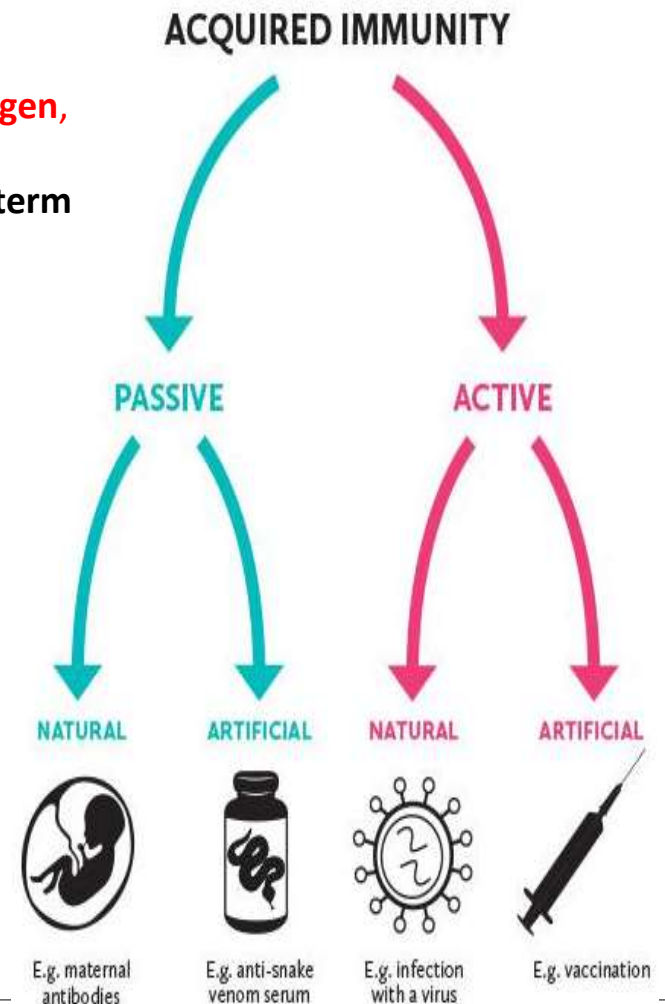 ACQUIRED IMMUNITY
gen,
term
PASSIVE
ACTIVE
NATURAL
ARTIFICIAL
NATURAL
ARTIFICIAL
E.g. maternal
antibodies
E.g. anti-snake
venom serum
E.g. infection
with a virus
E.g. vaccination